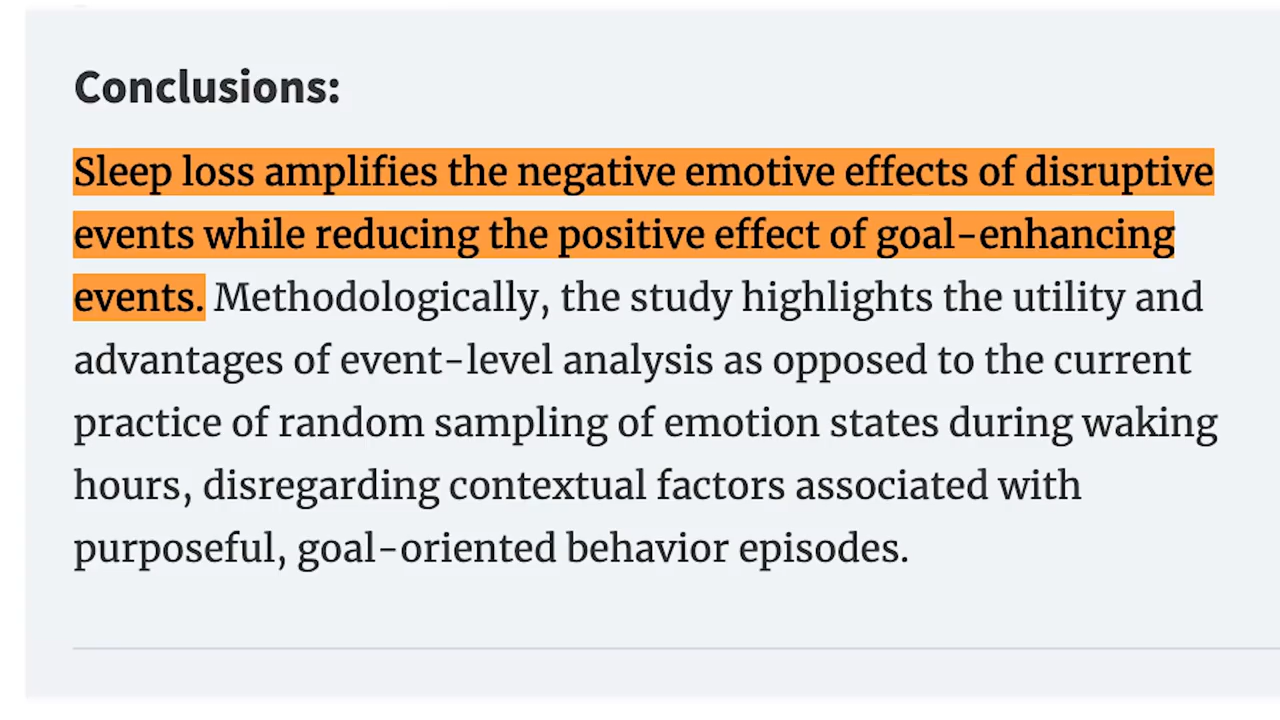 Conclusions:
Sleep loss amplifies the negative emotive effects of disruptive
events while reducing the positive effect of goal-enhancing
events. Methodologically, the study highlights the utility and
advantages of event-level analysis as opposed to the current
practice of random sampling of emotion states during waking
hours, disregarding contextual factors associated with
purposeful, goal-oriented behavior episodes.